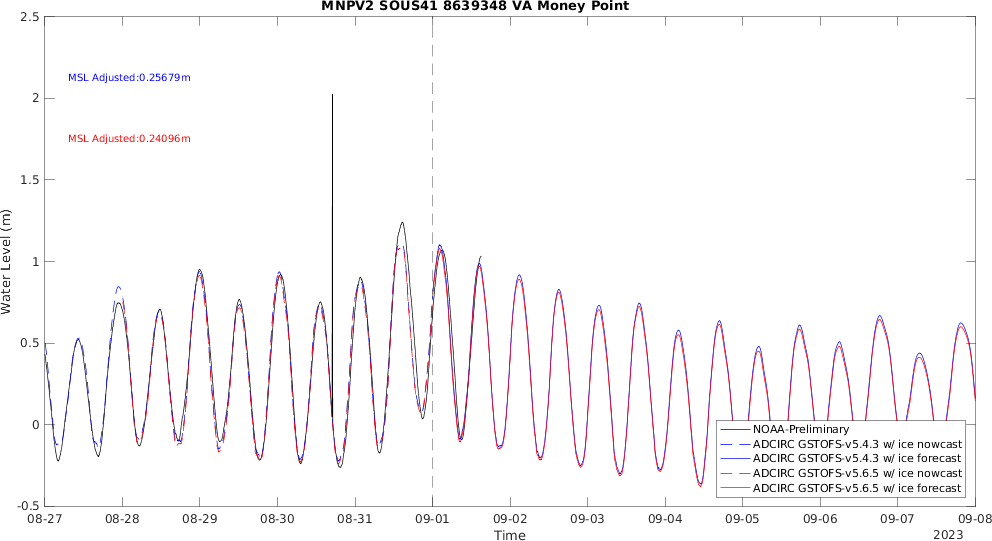 MNPV2 SOUS41 8639348 VA Money Point
2.5
2
1.5
1
0.5
0
-0.5
Water Level (m)
MSL Adjusted:0.25679m
MSL Adjusted:0.24096m
NOAA-Preliminary
ADCIRC GSTOFS-v5.4.3 w/ ice nowcast
ADCIRC GSTOFS-v5.4.3 w/ ice forecast
ADCIRC GSTOFS-v5.6.5 w/ ice nowcast
ADCIRC GSTOFS-v5.6.5 w/ ice forecast
08-27 08-28 08-29 08-30 08-31 09-01 09-02 09-03 09-04 09-05 09-06 09-07 09-08
Time
2023